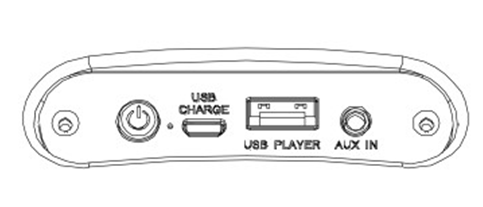 USB
CHARGE
USB PLAYER
AUX IN